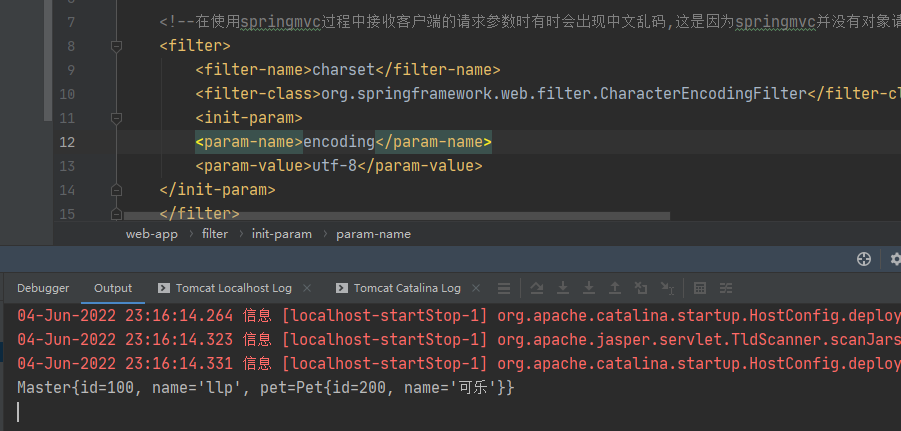 7 <!--在使用springmvc过程中接收客户端的请求参数时有时会出现中文乱码,这是因为springmvc并没有对象请
8 <filter>
9 <filter-name>charset</filter-name>
10 <filter-class>org.springframework.web.filter.CharacterEncodingFilter</filter-cl
11 <init-param>
12 <param-name>encoding</param-name>
13 <param-value>utf-8</param-value>
14 </init-param>
15 </filter>
web-app › filter › init-param › param-name
Debugger Output Tomcat Localhost Log × Tomcat Catalina Log ×
04-Jun-2022 23:16:14.264 信息 [localhost-startStop-1] org.apache.catalina.startup.HostConfig.deploy
04-Jun-2022 23:16:14.323 信息 [localhost-startStop-1] org.apache.jasper.servlet.TldScanner.scanJars
04-Jun-2022 23:16:14.331 信息 [localhost-startStop-1] org.apache.catalina.startup.HostConfig.deploy
Master{id=100, name='llp', pet=Pet{id=200, name='可乐'}}